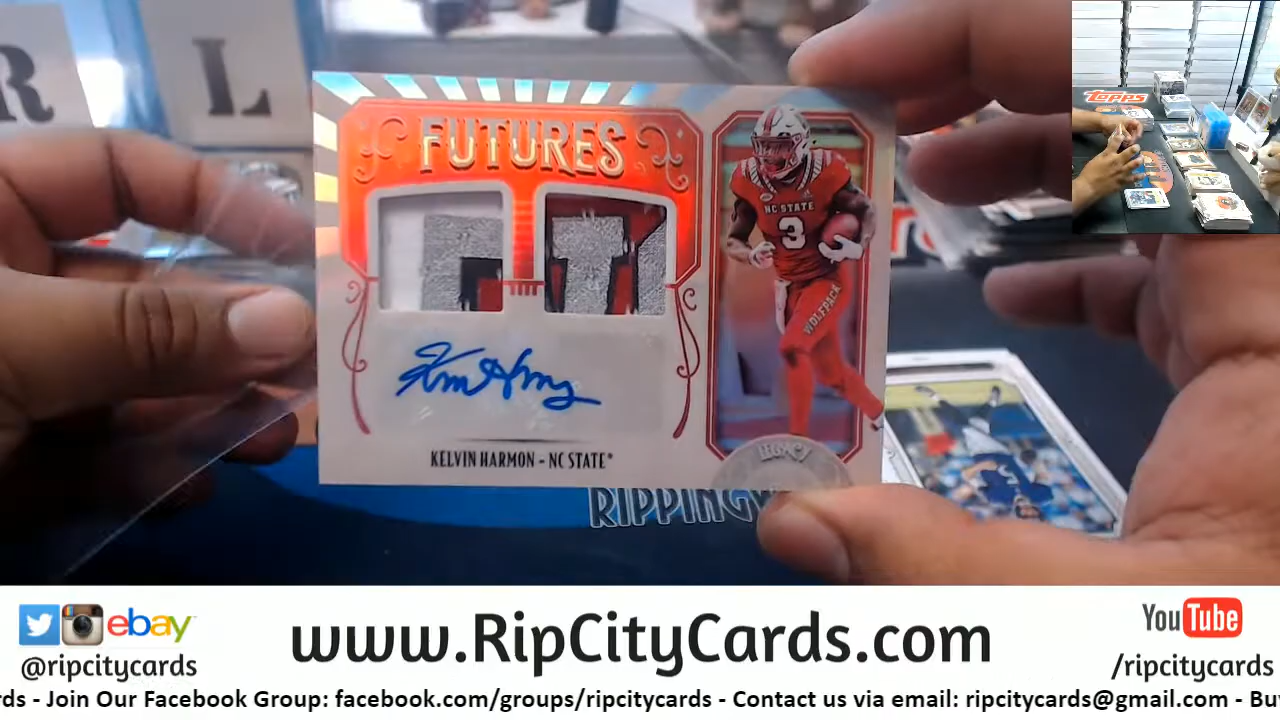 R L
FUTURES
NC STATE
3
WOLFPACK
KELVIN HARMON - NC STATE*
LEGACY
RIPPING
Topps
ebay
@ripcitycards
www.RipCityCards.com
YouTube
/ripcitycards
rds - Join Our Facebook Group: facebook.com/groups/ripcitycards - Contact us via email: ripcitycards@gmail.com - Bu